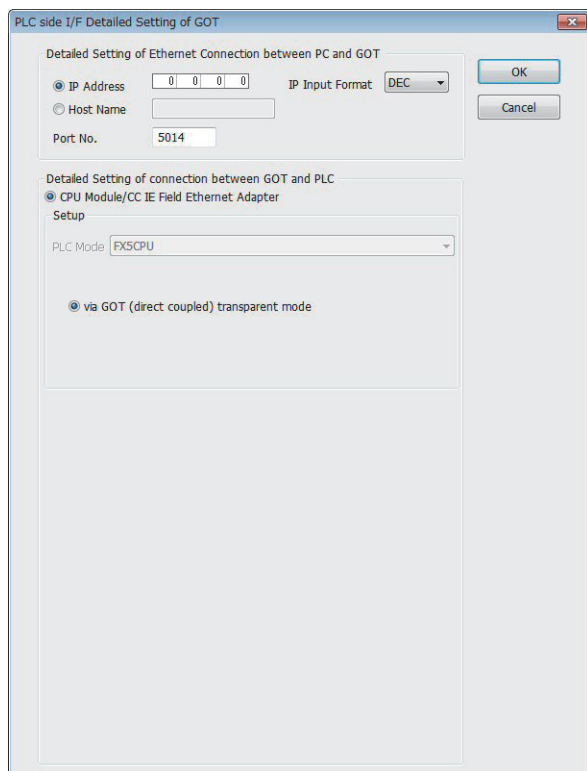 PLC side I/F Detailed Setting of GOT
Detailed Setting of Ethernet Connection between PC and GOT
IP Address 0 0 0 0 IP Input Format DEC
Host Name
Port No. 5014
OK
Cancel
Detailed Setting of connection between GOT and PLC
CPU Module/CC IE Field Ethernet Adapter
Setup
PLC Mode FX5CPU
via GOT (direct coupled) transparent mode